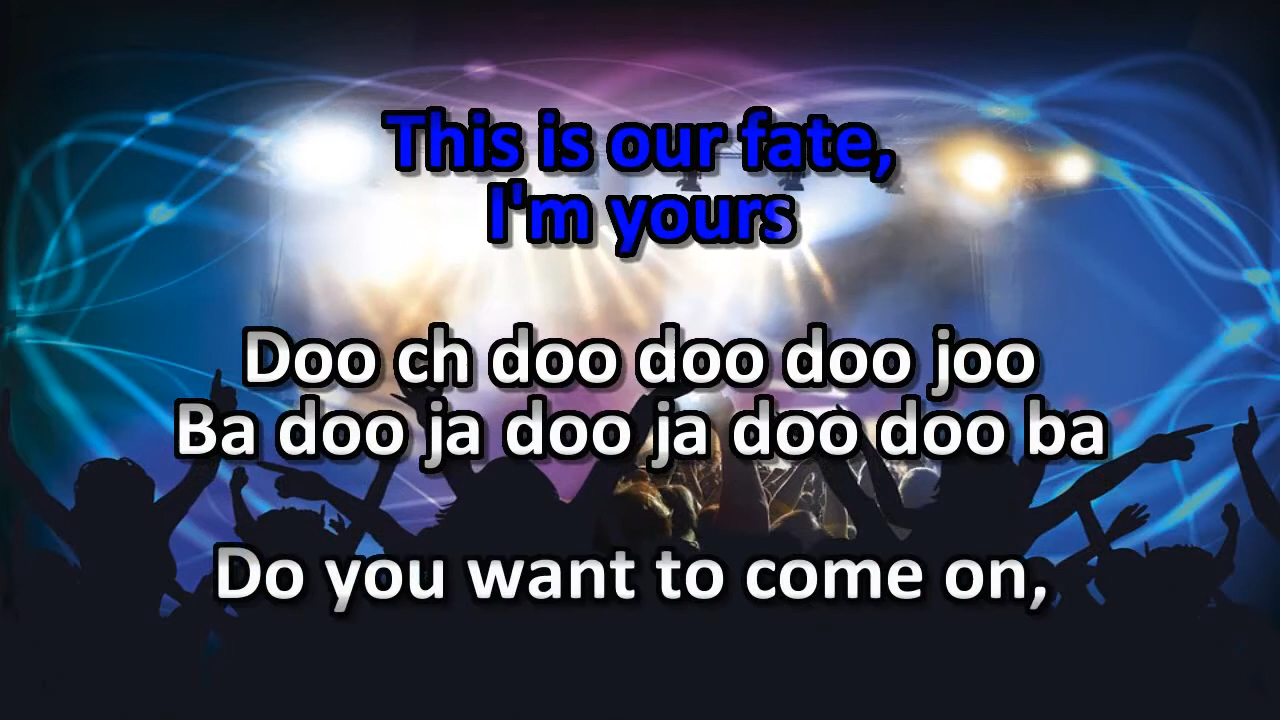 This is our fate,
I'm yours
Doo ch doo doo doo joo
Ba doo ja doo ja doo doo ba
Do you want to come on,